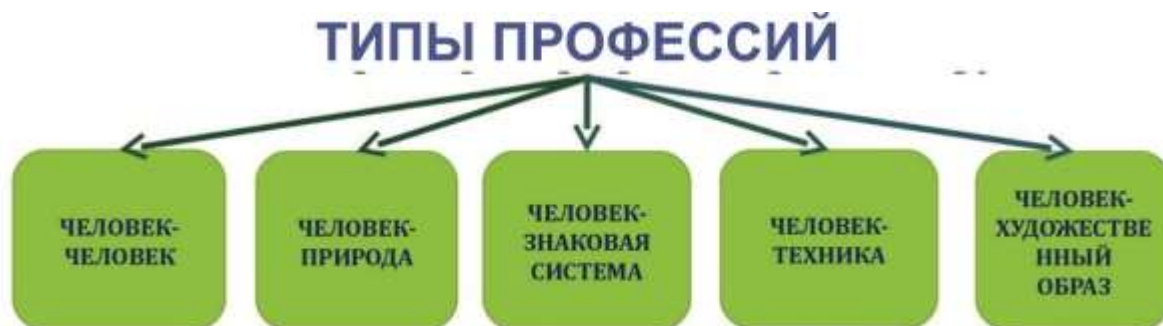 ТИПЫ ПРОФЕССИЙ
ЧЕЛОВЕК-
ЧЕЛОВЕК
ЧЕЛОВЕК-
ПРИРОДА
ЧЕЛОВЕК-
ЗНАКОВАЯ
СИСТЕМА
ЧЕЛОВЕК-
ТЕХНИКА
ЧЕЛОВЕК-
ХУДОЖЕСТВЕ
ННЫЙ
ОБРАЗ